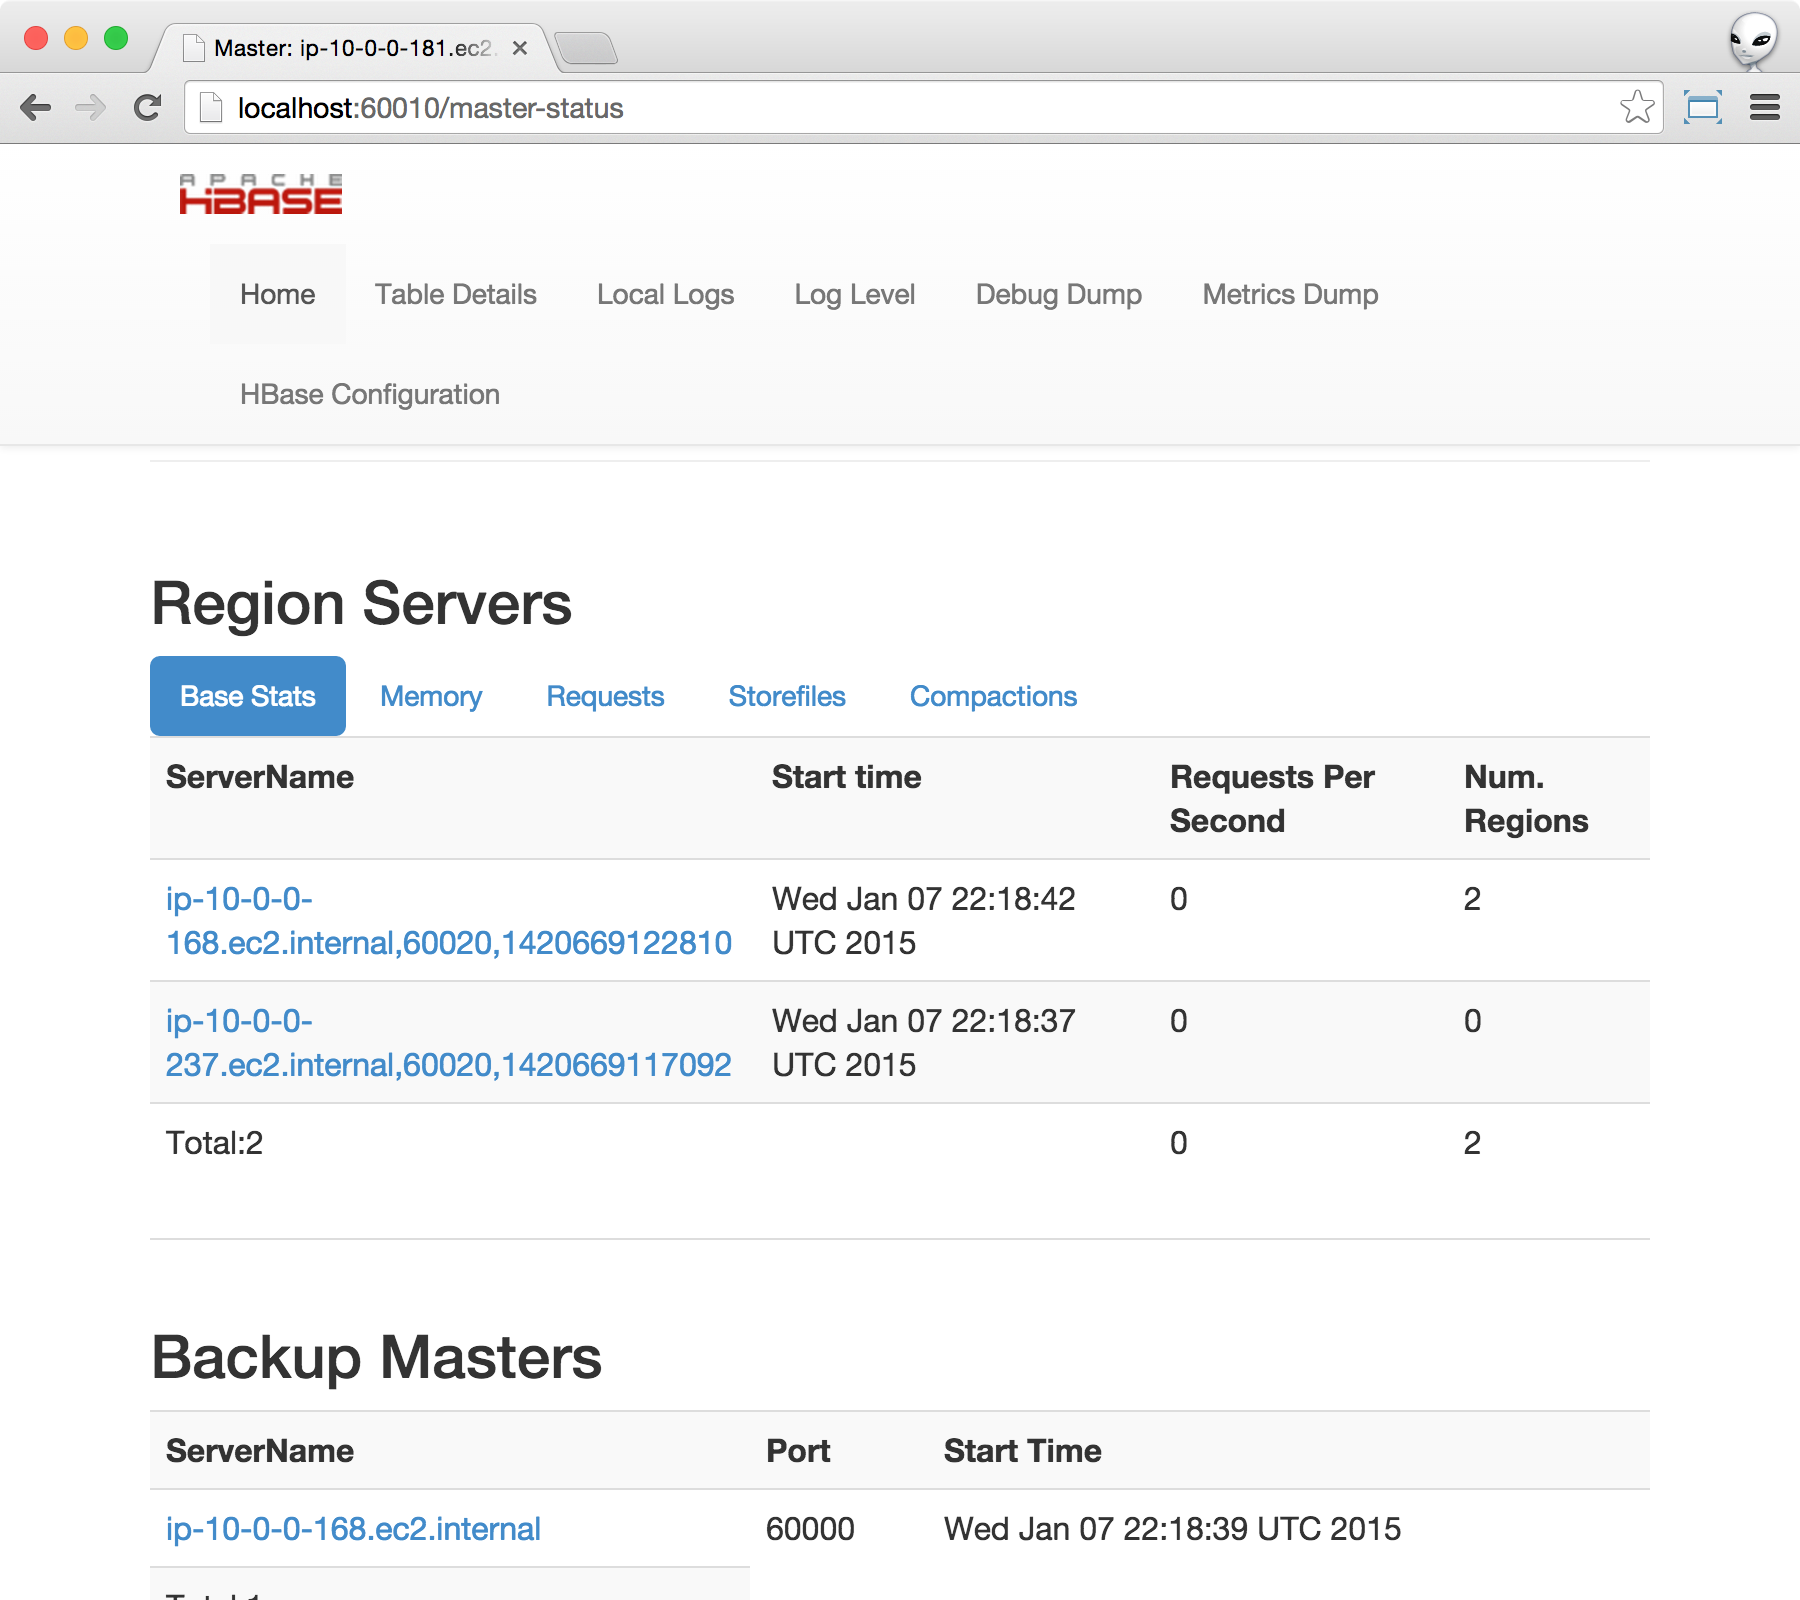 Master: ip-10-0-0-181.ec2.
localhost:60010/master-status
APACHE
HBASE
Home Table Details Local Logs Log Level Debug Dump Metrics Dump
HBase Configuration
Region Servers
Base Stats Memory Requests Storefiles Compactions
ServerName Start time Requests Per Second Num. Regions
ip-10-0-0-
168.ec2.internal,60020,1420669122810 Wed Jan 07 22:18:42 UTC 2015 0 2
ip-10-0-0-
237.ec2.internal,60020,1420669117092 Wed Jan 07 22:18:37 UTC 2015 0 0
Total:2 0 2
Backup Masters
ServerName Port Start Time
ip-10-0-0-168.ec2.internal 60000 Wed Jan 07 22:18:39 UTC 2015